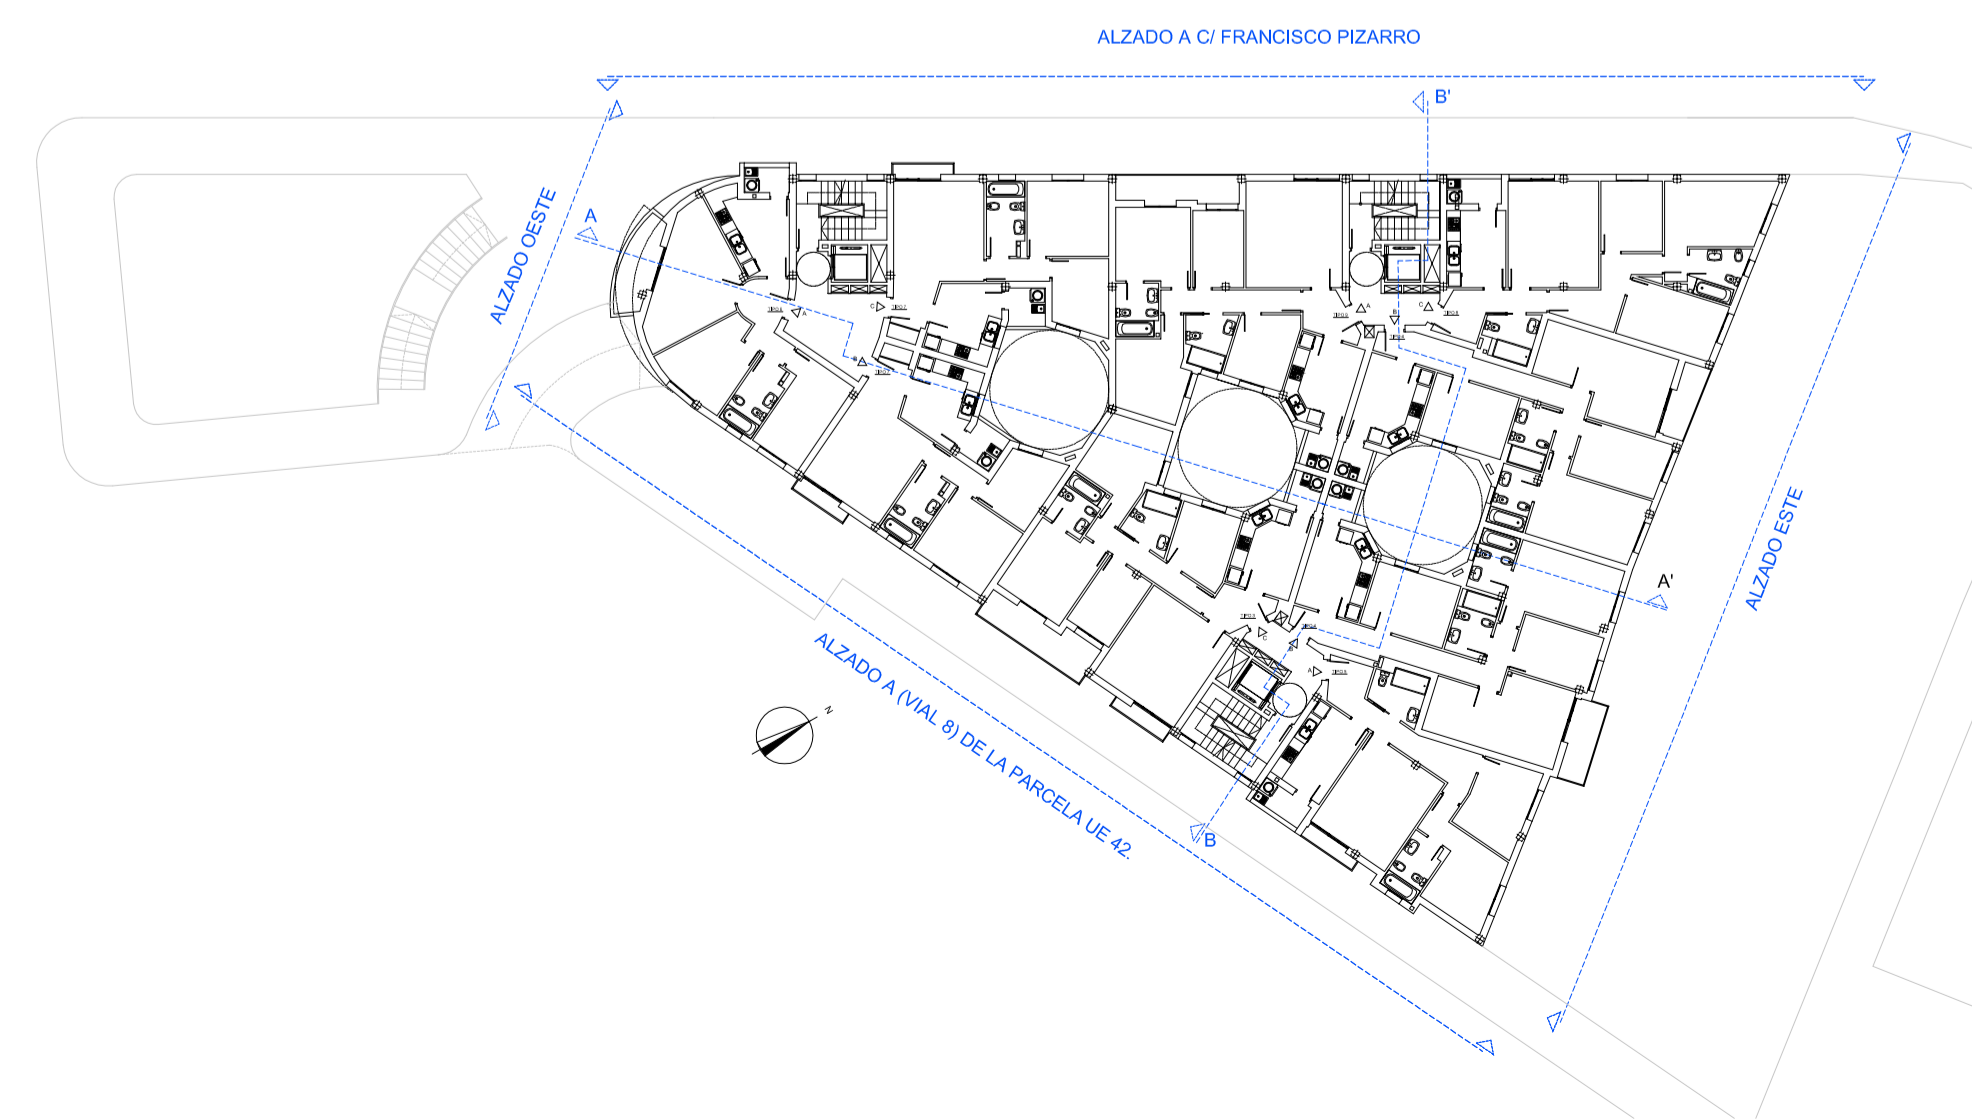 ALZADO A C/ FRANCISCO PIZARRO
B'
A
ALZADO OESTE
C
A
B
A
C
B
ALZADO ESTE
A'
C
B
A
N
ALZADO A (VIAL 8) DE LA PARCELA UE 42.
B